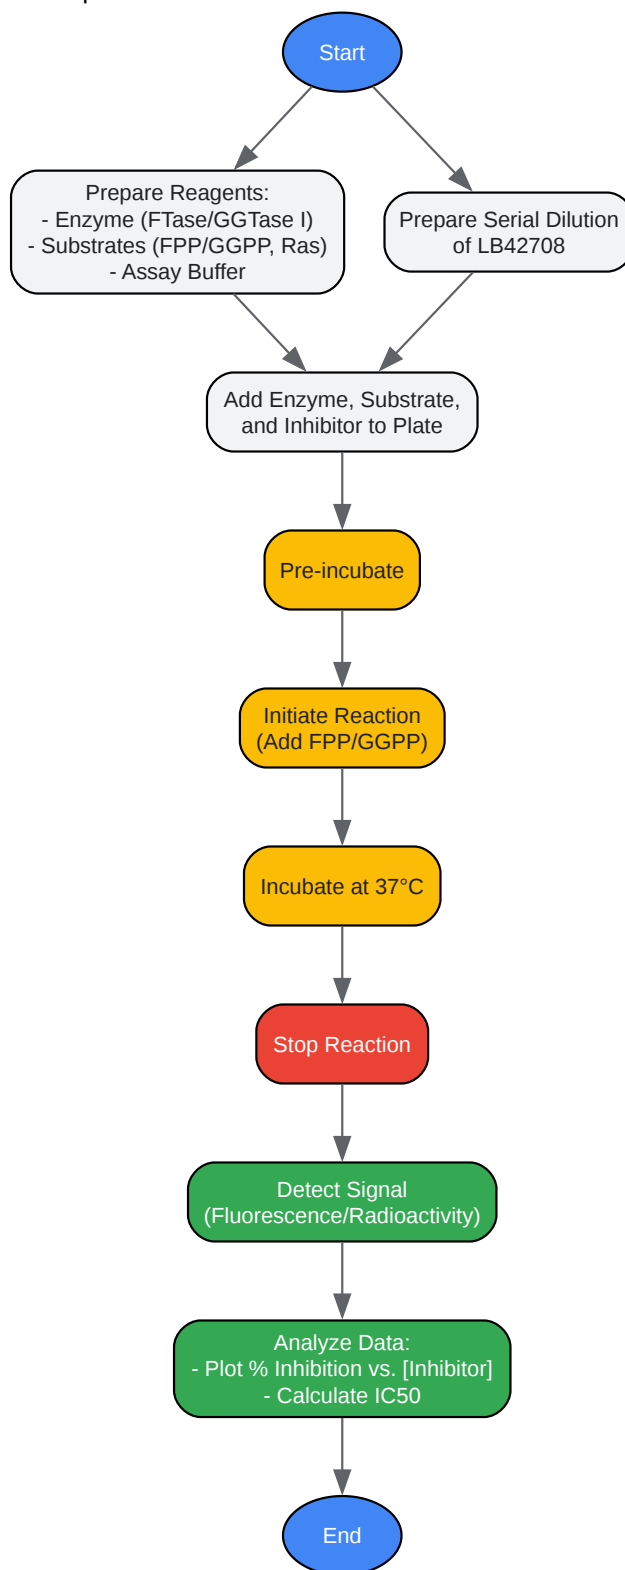 Start
Prepare Reagents:
- Enzyme (FTase/GGTase I)
- Substrates (FPP/GGPP, Ras)
- Assay Buffer
Prepare Serial Dilution
of LB42708
Add Enzyme, Substrate,
and Inhibitor to Plate
Pre-incubate
Initiate Reaction
(Add FPP/GGPP)
Incubate at 37°C
Stop Reaction
Detect Signal
(Fluorescence/Radioactivity)
Analyze Data:
- Plot % Inhibition vs. [Inhibitor]
- Calculate IC50
End